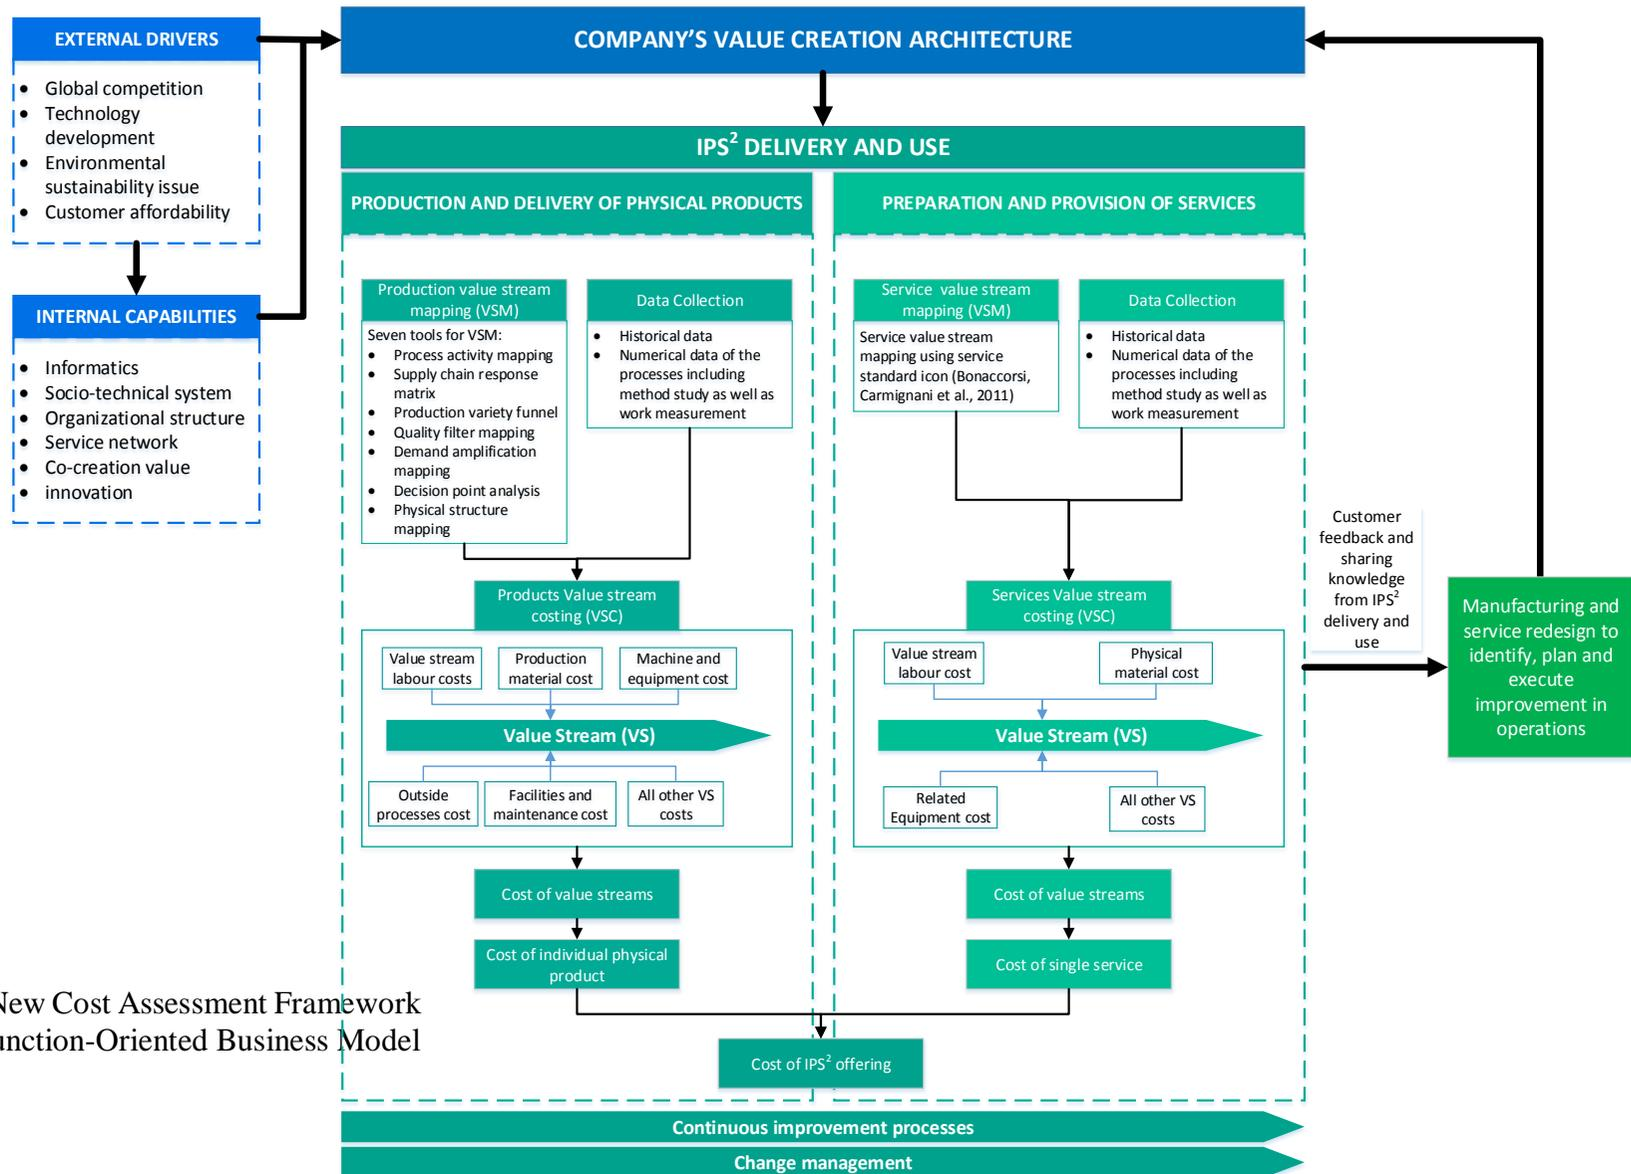 EXTERNAL DRIVERS
Global competition
Technology
development
Environmental
sustainability issue
Customer affordability
INTERNAL CAPABILITIES
Informatics
Socio-technical system
Organizational structure
Service network
Co-creation value
innovation
COMPANY’S VALUE CREATION ARCHITECTURE
IPS² DELIVERY AND USE
PRODUCTION AND DELIVERY OF PHYSICAL PRODUCTS
Production value stream
mapping (VSM)
Seven tools for VSM:
Process activity mapping
Supply chain response
matrix
Production variety funnel
Quality filter mapping
Demand amplification
mapping
Decision point analysis
Physical structure
mapping
Data Collection
Historical data
Numerical data of the
processes including
method study as well as
work measurement
Products Value stream
costing (VSC)
Value stream
labour costs
Production
material cost
Machine and
equipment cost
Value Stream (VS)
Outside
processes cost
Facilities and
maintenance cost
All other VS
costs
Cost of value streams
Cost of individual physical
product
PREPARATION AND PROVISION OF SERVICES
Service value stream
mapping (VSM)
Service value stream
mapping using service
standard icon (Bonaccorsi,
Carmignani et al., 2011)
Data Collection
Historical data
Numerical data of the
processes including
method study as well as
work measurement
Services Value stream
costing (VSC)
Value stream
labour cost
Physical
material cost
Value Stream (VS)
Related
Equipment cost
All other VS
costs
Cost of value streams
Cost of single service
Cost of IPS² offering
Customer
feedback and
sharing
knowledge
from IPS²
delivery and
use
Manufacturing and
service redesign to
identify, plan and
execute
improvement in
operations
Continuous improvement processes
Change management
Cost Assessment Framework
Business Model